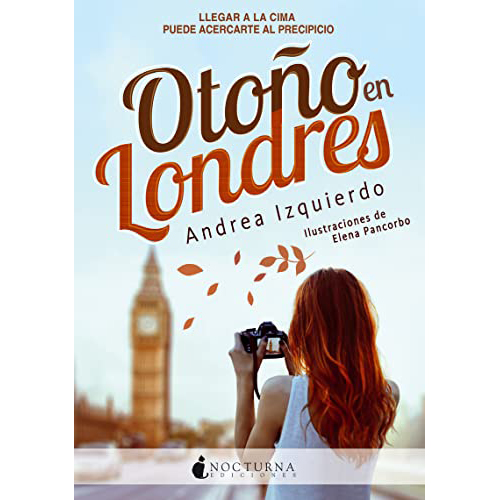 LLEGAR A LA CIMA
PUEDE ACERCARTE AL PRECIPICIO
Otoño en
Londres
Andrea Izquierdo
Ilustraciones de
Elena Pancorbo
NOCTURNA
EDICIONES